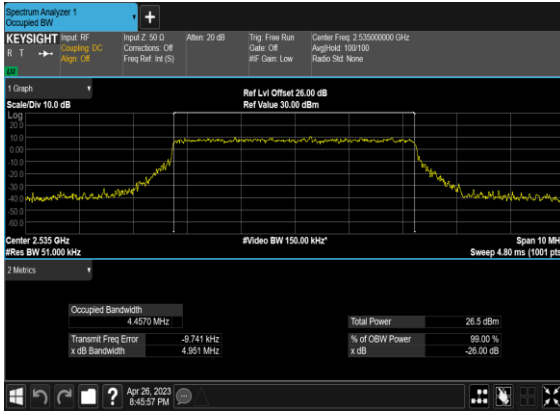 Spectrum Analyzer 1
Occupied BW
KEYSIGHT Input: RF Input Z: 50 Ω Atten: 20 dB Trig: Free Run Center Freq: 2.535000000 GHz
R T Coupling: DC Corrections: Off Gate: Off Avg|Hold: 100/100
Align: Off Freq Ref: Int (S) #IF Gain: Low Radio Std: None
1 Graph
Ref Lvl Offset 26.00 dB
Scale/Div 10.0 dB Ref Value 30.00 dBm
Log
20.0
10.0
0.00
-10.0
-20.0
-30.0
-40.0
-50.0
-60.0
Center 2.535 GHz #Video BW 150.00 kHz* Span 10 MH
#Res BW 51.000 kHz Sweep 4.80 ms (1001 pts
2 Metrics
Occupied Bandwidth
4.4570 MHz Total Power 26.5 dBm
Transmit Freq Error -9.741 kHz % of OBW Power 99.00 %
x dB Bandwidth 4.951 MHz x dB -26.00 dB
? Apr 26, 2023
8:45:57 PM